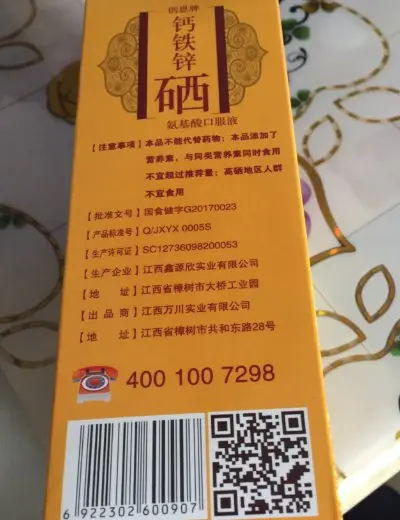 钙铁锌
硒
氨基酸口服液
【注意事项】本品不能代替药物；本品添加了
营养素，与同类营养素同时食用
不宜超过推荐量；高硒地区人群
不宜食用
【批准文号】国食健字G20170023
【产品标准号】Q/JXYX 0005S
【生产许可证】SC12736098200053
【生产企业】江西鑫源欣实业有限公司
【地 址】江西省樟树市大桥工业园
【出品商】江西万川实业有限公司
【地 址】江西省樟树市共和东路28号
400 100 7298
6 922302 600907